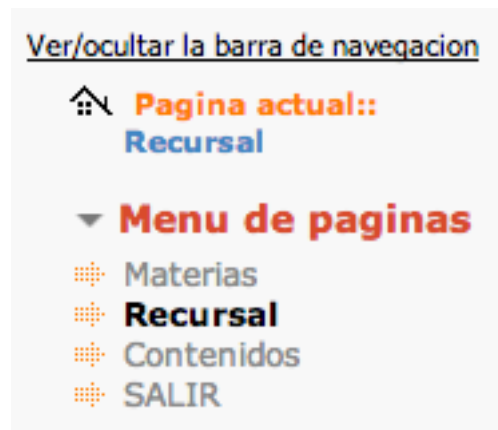 Ver/ocultar la barra de navegacion
Pagina actual::
Recursal
Menu de paginas
Materias
Recursal
Contenidos
SALIR